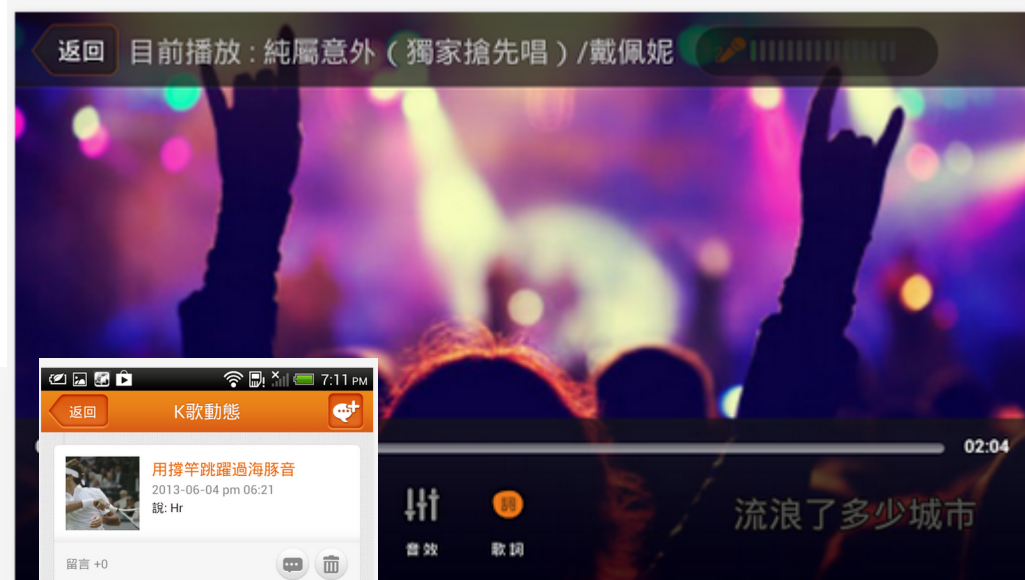 返回 目前播放 : 純屬意外 ( 獨家搶先唱 ) /戴佩妮
7:11 PM
返回 K歌動態
02:04
用撐竿跳躍過海豚音
2013-06-04 pm 06:21
說: Hr
音效 歌詞
流浪了多少城市
留言 +0